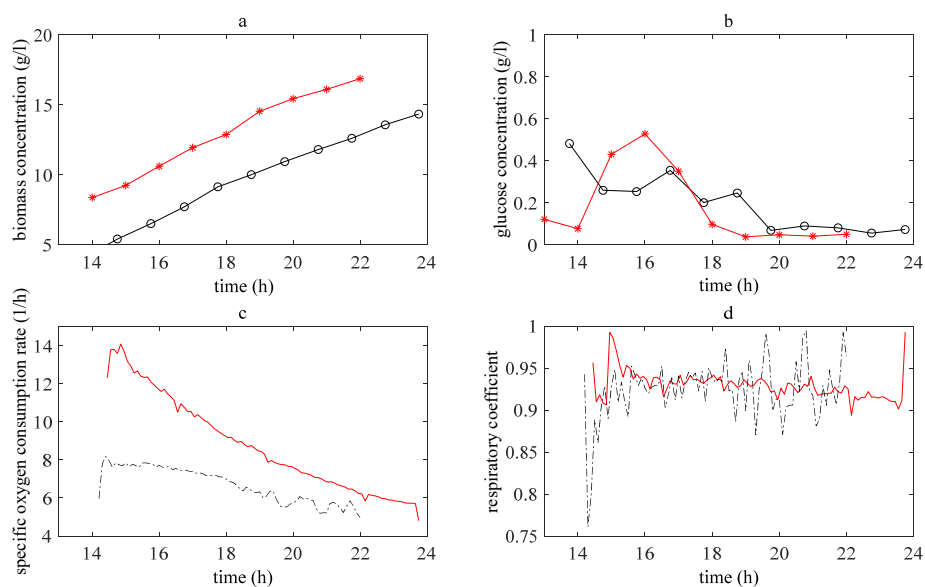 a
20
15
10
5
14 16 18 20 22 24
time (h)
biomass concentration (g/l)
b
1
0.8
0.6
0.4
0.2
0
14 16 18 20 22 24
time (h)
glucose concentration (g/l)
c
14
12
10
8
6
4
14 16 18 20 22 24
time (h)
specific oxygen consumption rate (1/h)
d
1
0.95
0.9
0.85
0.8
0.75
14 16 18 20 22 24
time (h)
respiratory coefficient